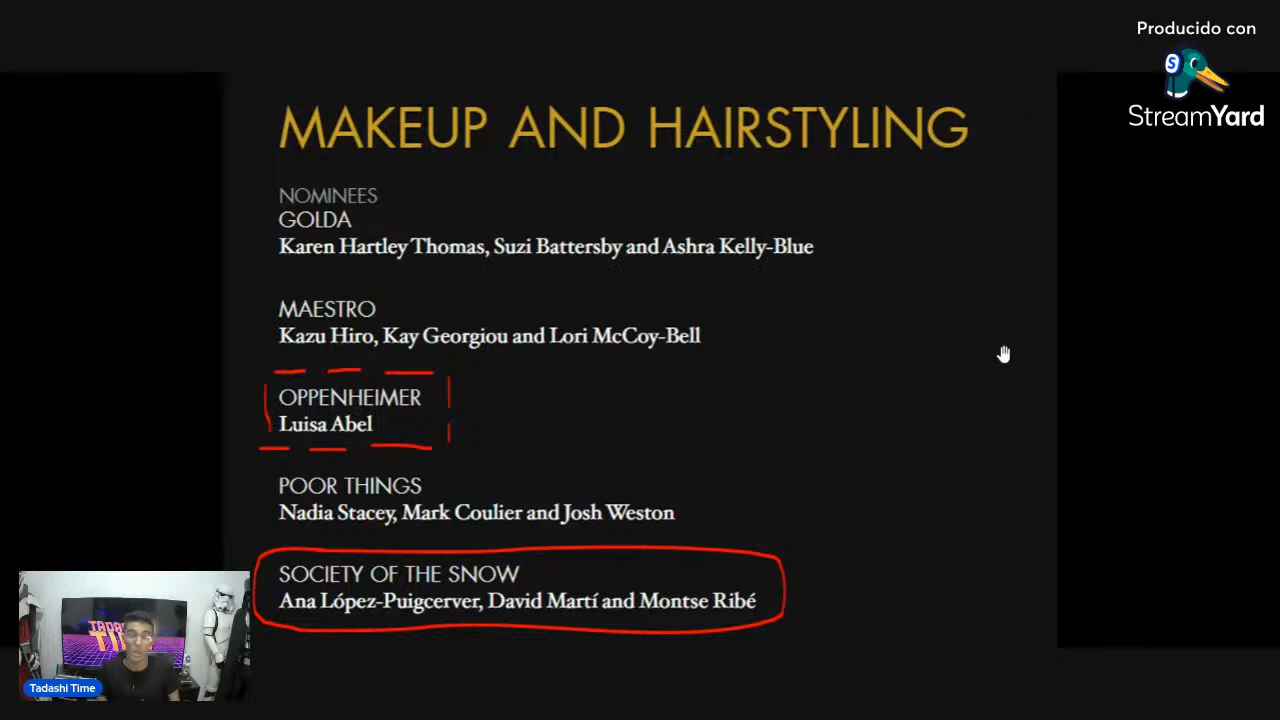 Producido con
StreamYard
MAKEUP AND HAIRSTYLING
NOMINEES
GOLDA
Karen Hartley Thomas, Suzi Battersby and Ashra Kelly-Blue
MAESTRO
Kazu Hiro, Kay Georgiou and Lori McCoy-Bell
OPPENHEIMER
Luisa Abel
POOR THINGS
Nadia Stacey, Mark Coulier and Josh Weston
SOCIETY OF THE SNOW
Ana López-Puigcerver, David Martí and Montse Ribé
Tadashi Time